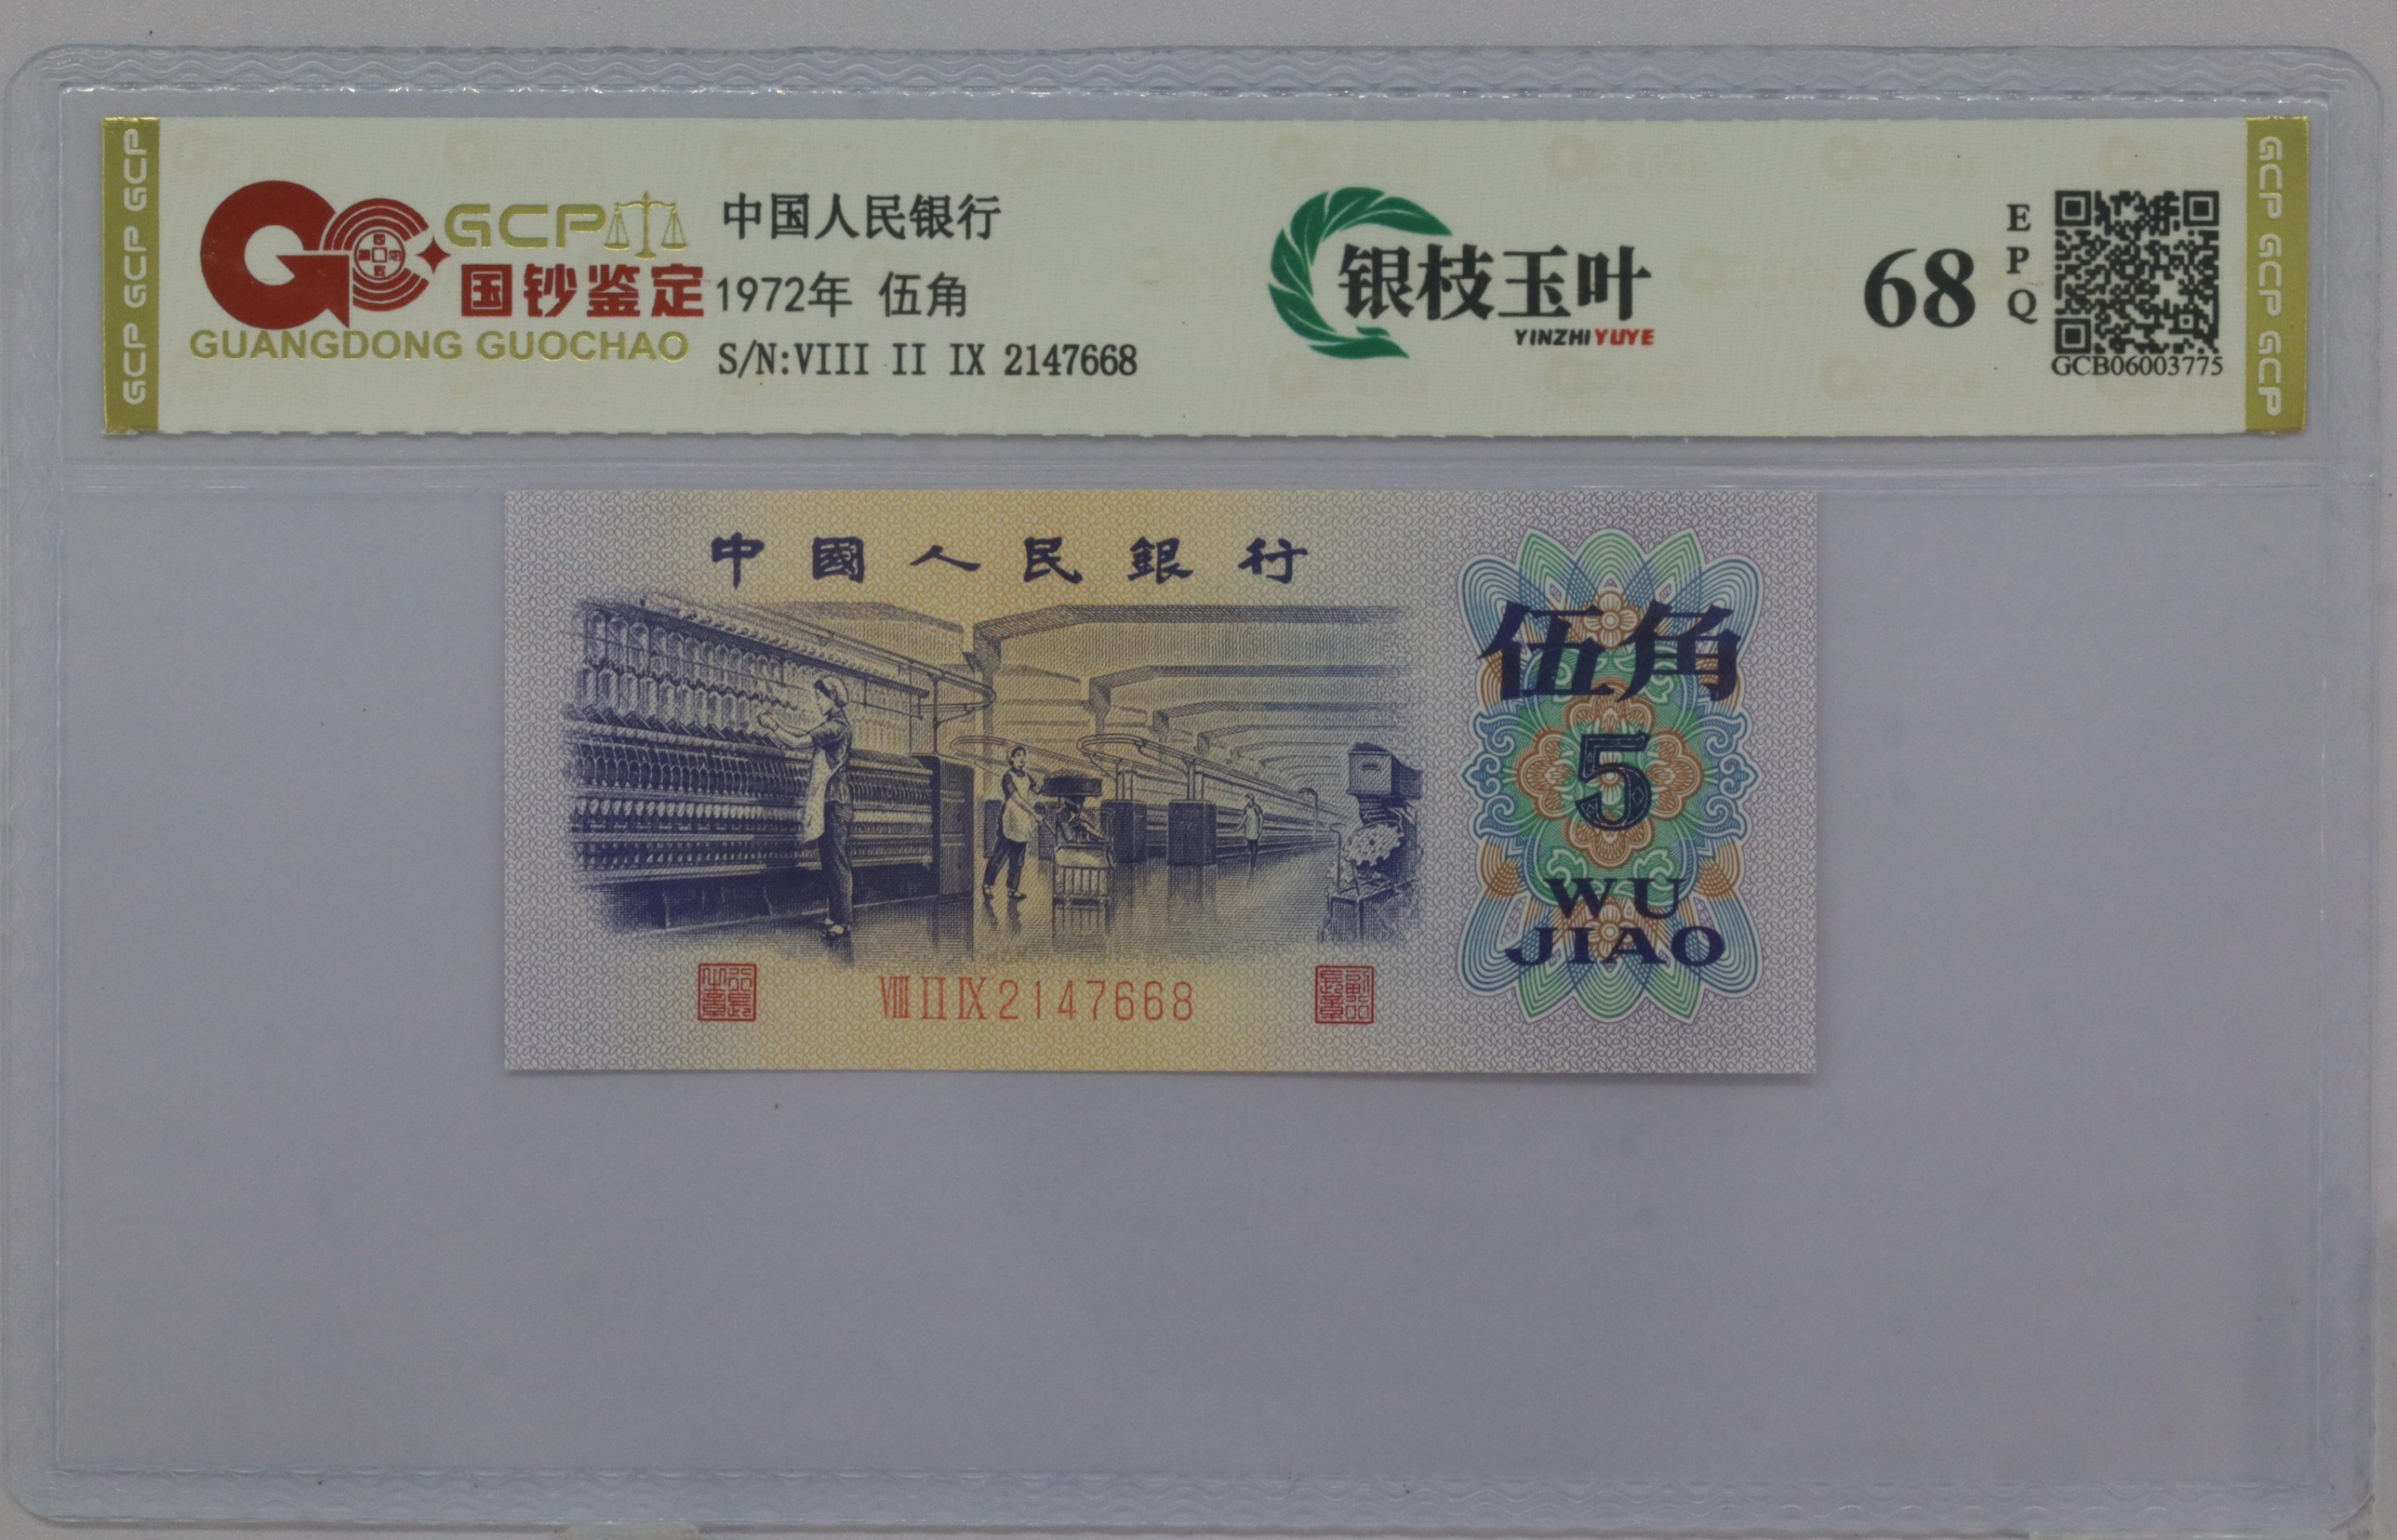 GCP GCP GCP
GCP
国钞鉴定
GUANGDONG GUOCHAO
中国人民银行
1972年 伍角
S/N:VIII II IX 2147668
银枝玉叶
YINZHIYUYE
68
EPQ
GCB06003775
GCP GCP GCP
中國人民銀行
伍角
5
WU
JIAO
VIII II IX 2147668